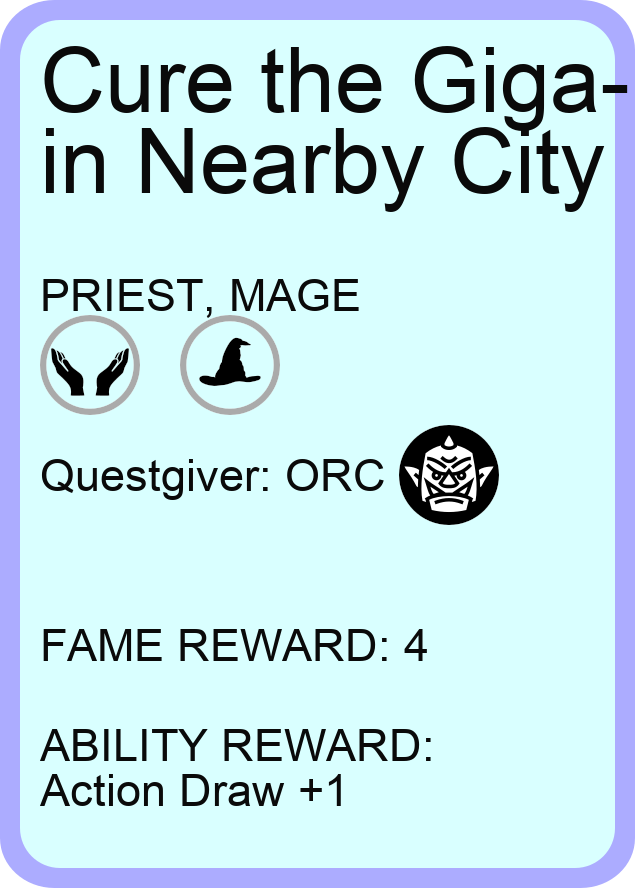 Cure the Giga-
in Nearby City
PRIEST, MAGE
Questgiver: ORC
FAME REWARD: 4
ABILITY REWARD:
Action Draw +1